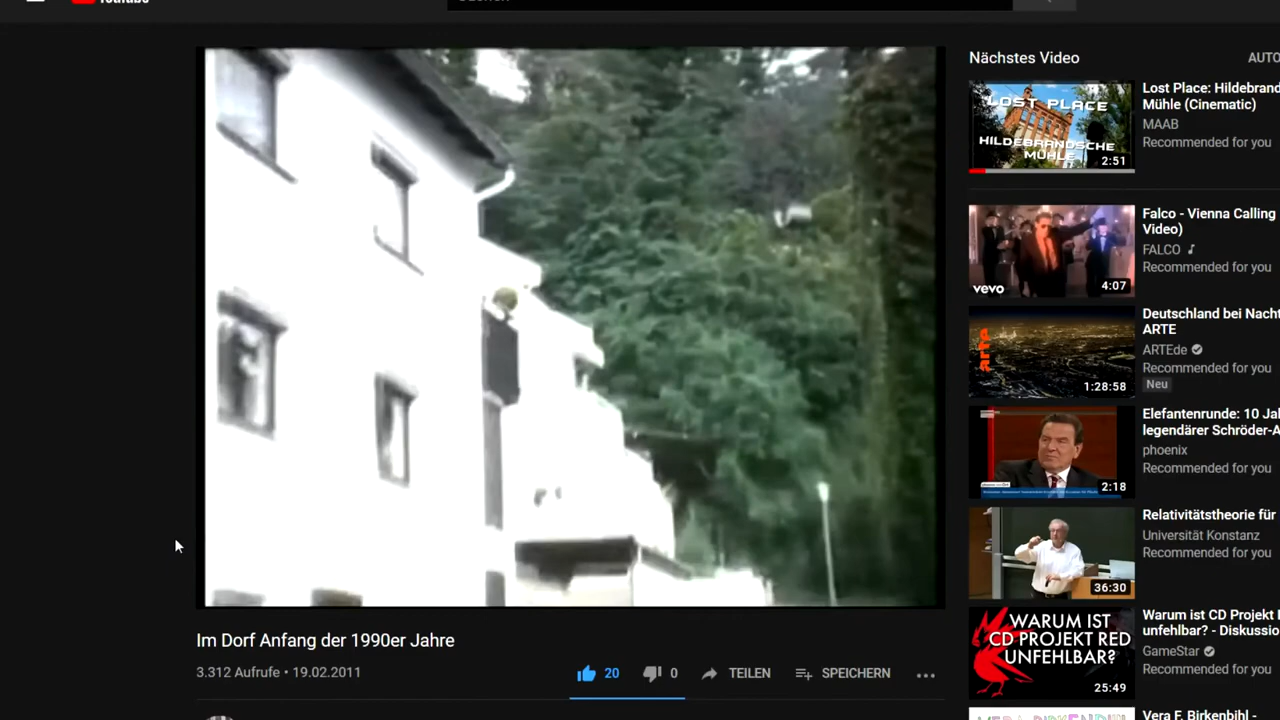 Nächstes Video
AUTO
LOST PLACE
HILDEBRANDSCHE
MÜHLE
2:51
Lost Place: Hildebrand
Mühle (Cinematic)
MAAB
Recommended for you
vevo
4:07
Falco - Vienna Calling
Video)
FALCO
Recommended for you
arte
1:28:58
Deutschland bei Nacht
ARTE
ARTEde
Recommended for you
Neu
2:18
Elefantenrunde: 10 Jal
legendärer Schröder-A
phoenix
Recommended for you
36:30
Relativitätstheorie für
Universität Konstanz
Recommended for you
WARUM IST
CD PROJEKT RED
UNFEHLBAR?
25:49
Warum ist CD Projekt
unfehlbar? - Diskussio
GameStar
Recommended for you
Vera F. Birkenbihl -
Im Dorf Anfang der 1990er Jahre
3.312 Aufrufe • 19.02.2011
20
0
TEILEN
SPEICHERN